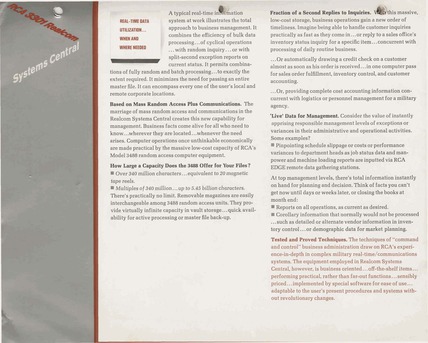 RCA 3301 Realcom
Systems Central
REAL-TIME DATA
UTILIZATION...
WHEN AND
WHERE NEEDED
A typical real-time information
system at work illustrates the total
approach to business management. It
combines the efficiency of bulk data
processing...of cyclical operations
...with random inquiry...or with
split-second exception reports on
current status. It permits combina-
tions of fully random and batch processing...to exactly the
extent required. It minimizes the need for passing an entire
master file. It can encompass every one of the user's local and
remote corporate locations.
Based on Mass Random Access Plus Communications. The
marriage of mass random access and communications in the
Realcom Systems Central creates this new capability for
management. Business facts come alive for all who need to
know...wherever they are located...whenever the need
arises. Computer operations once unthinkable economically
are made practical by the massive low-cost capacity of RCA's
Model 3488 random access computer equipment.
How Large a Capacity Does the 3488 Offer for Your Files?
■ Over 340 million characters...equivalent to 20 magnetic
tape reels.
■ Multiples of 340 million...up to 5.45 billion characters.
There's practically no limit. Removable magazines are easily
interchangeable among 3488 random access units. They pro-
vide virtually infinite capacity in vault storage...quick avail-
ability for active processing or master file back-up.
Fraction of a Second Replies to Inquiries. With this massive,
low-cost storage, business operations gain a new order of
timeliness. Imagine being able to handle customer inquiries
practically as fast as they come in...or reply to a sales office's
inventory status inquiry for a specific item...concurrent with
processing of daily routine business.
...Or automatically drawing a credit check on a customer
almost as soon as his order is received...in one computer pass
for sales order fulfillment, inventory control, and customer
accounting.
...Or, providing complete cost accounting information con-
current with logistics or personnel management for a military
agency.
'Live' Data for Management. Consider the value of instantly
apprising responsible management levels of exceptions or
variances in their administrative and operational activities.
Some examples?
■ Pinpointing schedule slippage or costs or performance
variances to department heads as job status data and man-
power and machine loading reports are inputted via RCA
EDGE remote data gathering stations.
At top management levels, there's total information instantly
on hand for planning and decision. Think of facts you can't
get now until days or weeks later, or closing the books at
month end:
■ Reports on all operations, as current as desired.
■ Corollary information that normally would not be processed
...such as detailed or alternate vendor information in inven-
tory control...or demographic data for market planning.
Tested and Proved Techniques. The techniques of "command
and control" business administration draw on RCA's experi-
ence-in-depth in complex military real-time/communications
systems. The equipment employed in Realcom Systems
Central, however, is business oriented...off-the-shelf items...
performing practical, rather than far-out functions...sensibly
priced...implemented by special software for ease of use...
adaptable to the user's present procedures and systems with-
out revolutionary changes.